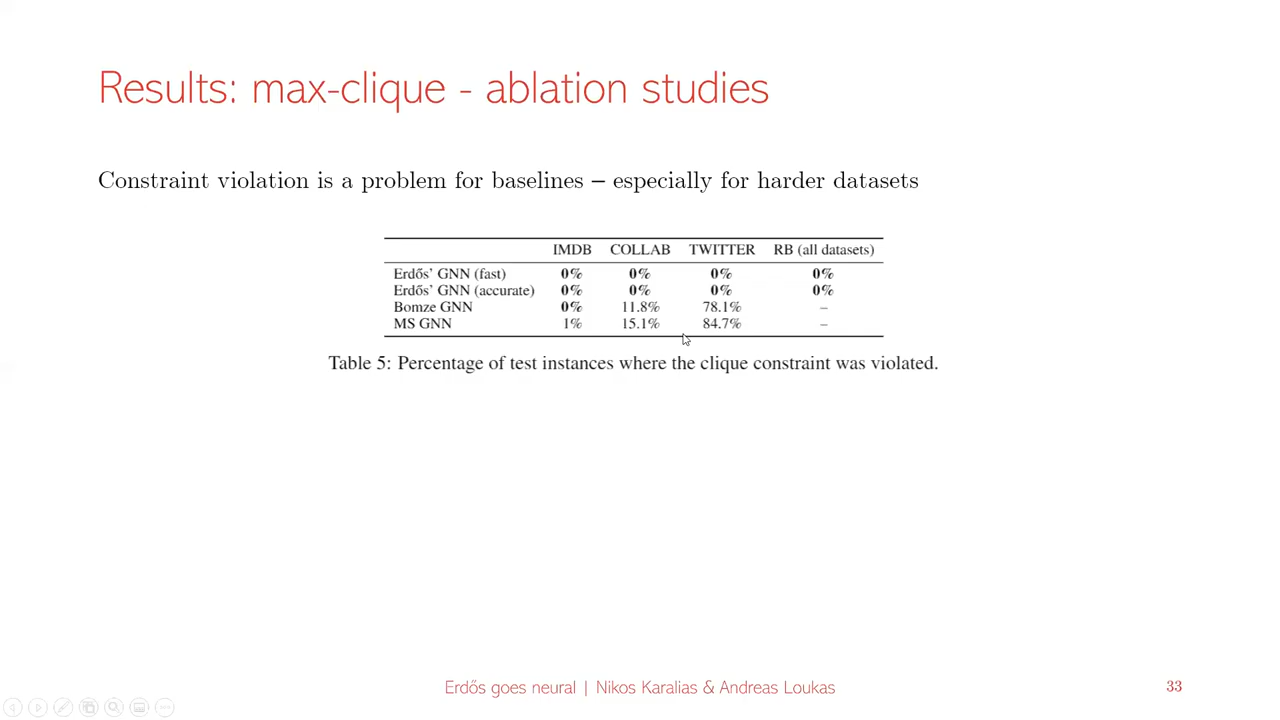 Results: max-clique - ablation studies
Constraint violation is a problem for baselines – especially for harder datasets
IMDB COLLAB TWITTER RB (all datasets)
Erdős' GNN (fast) 0% 0% 0% 0%
Erdős' GNN (accurate) 0% 0% 0% 0%
Bomze GNN 0% 11.8% 78.1% –
MS GNN 1% 15.1% 84.7% –
Table 5: Percentage of test instances where the clique constraint was violated.
Erdős goes neural | Nikos Karalias & Andreas Loukas
33